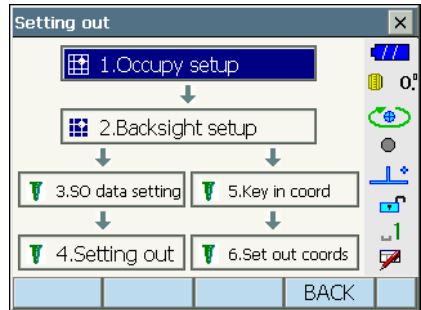 Setting out
1.Occupy setup
0."
2.Backsight setup
3.SO data setting
5.Key in coord
1
4.Setting out
6.Set out coords
BACK